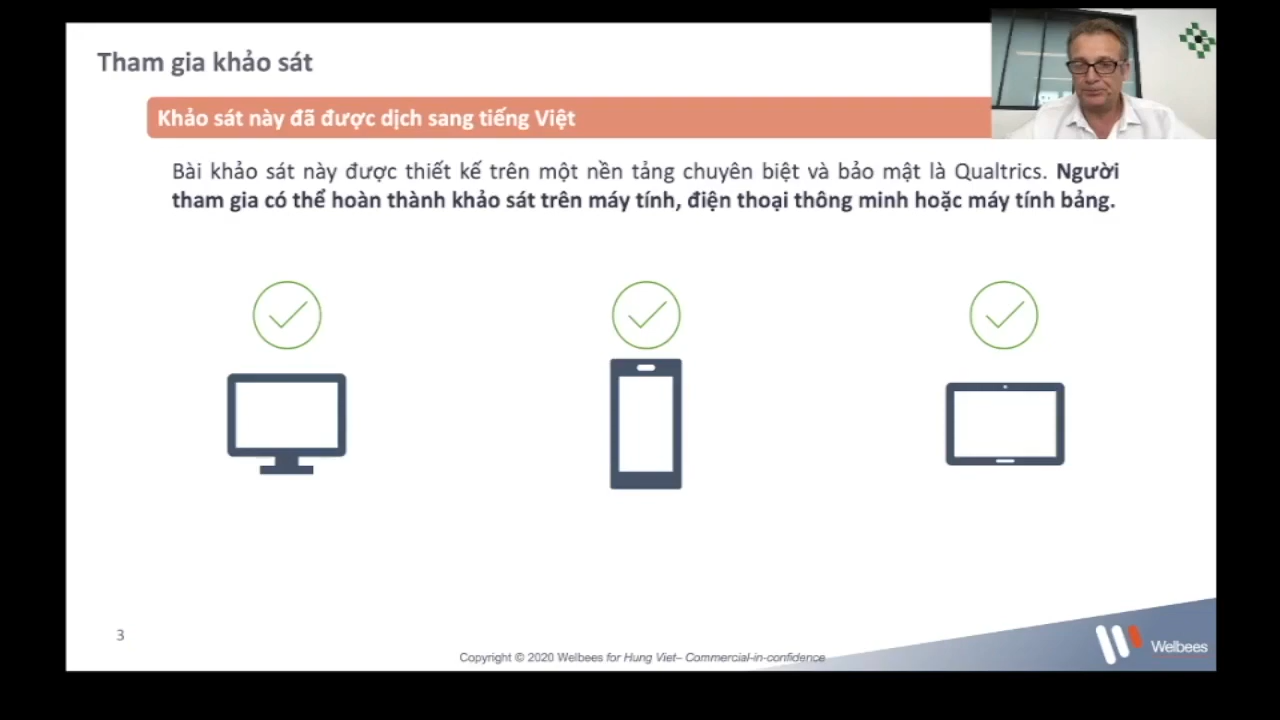 Tham gia khảo sát
Khảo sát này đã được dịch sang tiếng Việt
Bài khảo sát này được thiết kế trên một nền tảng chuyên biệt và bảo mật là Qualtrics. Người
tham gia có thể hoàn thành khảo sát trên máy tính, điện thoại thông minh hoặc máy tính bảng.
3
Copyright © 2020 Welbees for Hung Viet– Commercial-in-confidence
Welbees